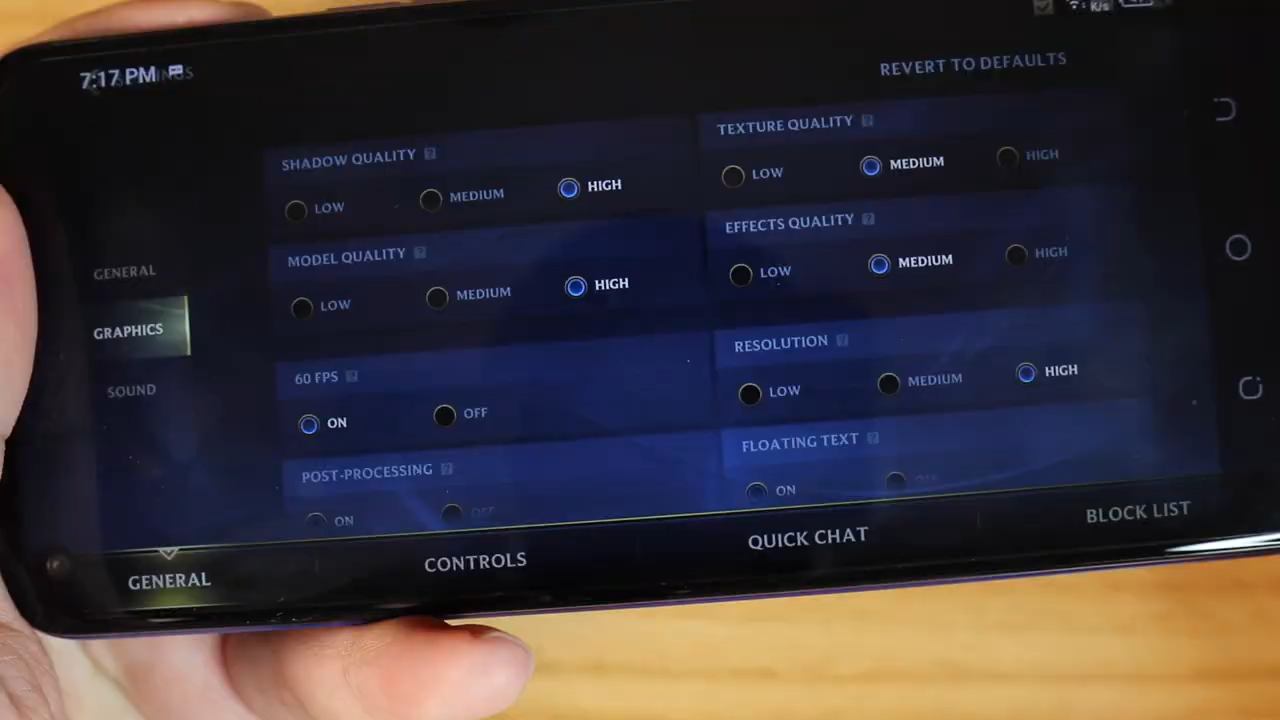 7:17 PM
REVERT TO DEFAULTS
GENERAL
GRAPHICS
SOUND
SHADOW QUALITY ?
LOW MEDIUM HIGH
TEXTURE QUALITY ?
LOW MEDIUM HIGH
MODEL QUALITY ?
LOW MEDIUM HIGH
EFFECTS QUALITY ?
LOW MEDIUM HIGH
60 FPS ?
ON OFF
RESOLUTION ?
LOW MEDIUM HIGH
POST-PROCESSING ?
ON OFF
FLOATING TEXT ?
ON OFF
GENERAL CONTROLS QUICK CHAT BLOCK LIST
K/s